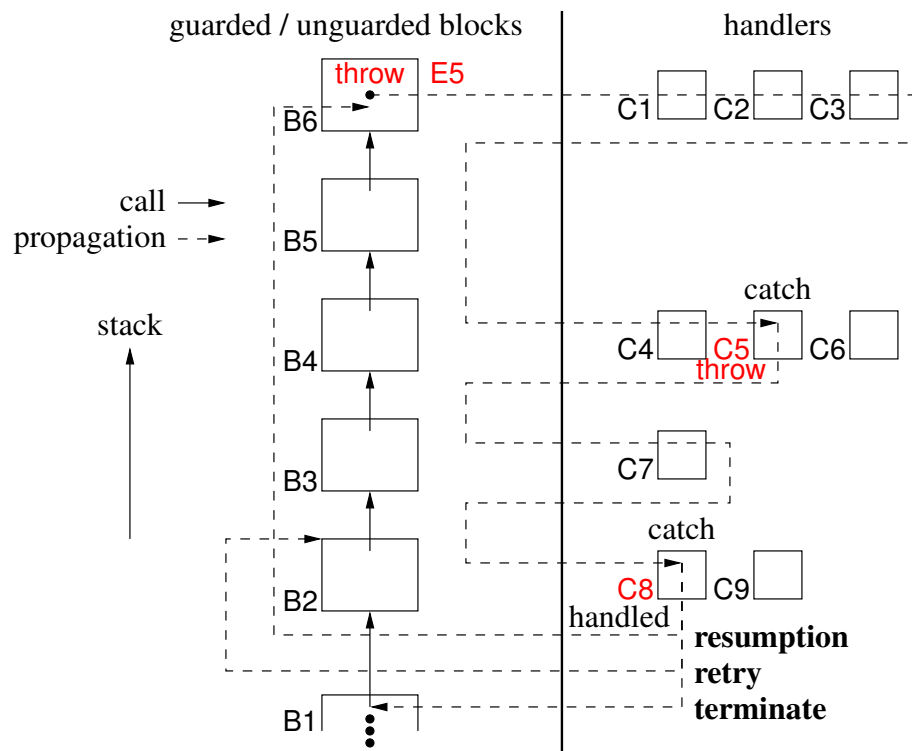 guarded / unguarded blocks
handlers
throw E5
B6
C1 C2 C3
call
propagation
B5
stack
catch
B4
C4 C5 C6
throw
B3
C7
catch
B2
C8 C9
handled
resumption
retry
terminate
B1